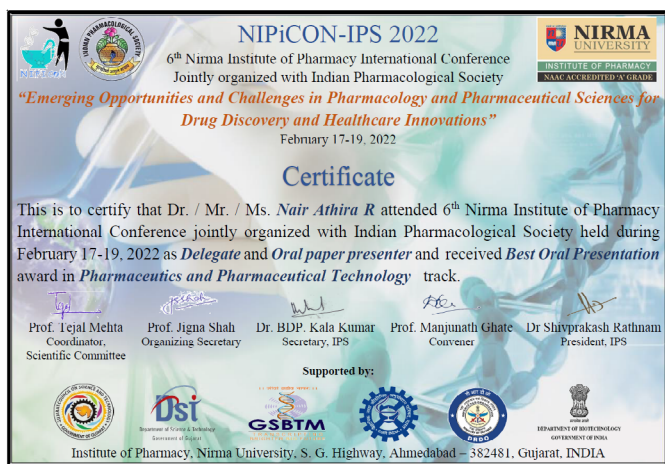 NIPiCON-IPS 2022
6th Nirma Institute of Pharmacy International Conference
Jointly organized with Indian Pharmacological Society
NIRMA
UNIVERSITY
INSTITUTE OF PHARMACY
NAAC ACCREDITED 'A' GRADE
"Emerging Opportunities and Challenges in Pharmacology and Pharmaceutical Sciences for
Drug Discovery and Healthcare Innovations"
February 17-19, 2022
Certificate
This is to certify that Dr. / Mr. / Ms. Nair Athira R attended 6th Nirma Institute of Pharmacy
International Conference jointly organized with Indian Pharmacological Society held during
February 17-19, 2022 as Delegate and Oral paper presenter and received Best Oral Presentation
award in Pharmaceutics and Pharmaceutical Technology track.
Prof. Tejal Mehta
Coordinator,
Scientific Committee
Prof. Jigna Shah
Organizing Secretary
Dr. BDP. Kala Kumar
Secretary, IPS
Prof. Manjunath Ghate
Convener
Dr Shivprakash Rathnam
President, IPS
Supported by:
Dst
Department of Science & Technology
Government of Gujarat
GSBTM
DRDO
DEPARTMENT OF BIOTECHNOLOGY
GOVERNMENT OF INDIA
Institute of Pharmacy, Nirma University, S. G. Highway, Ahmedabad – 382481, Gujarat, INDIA